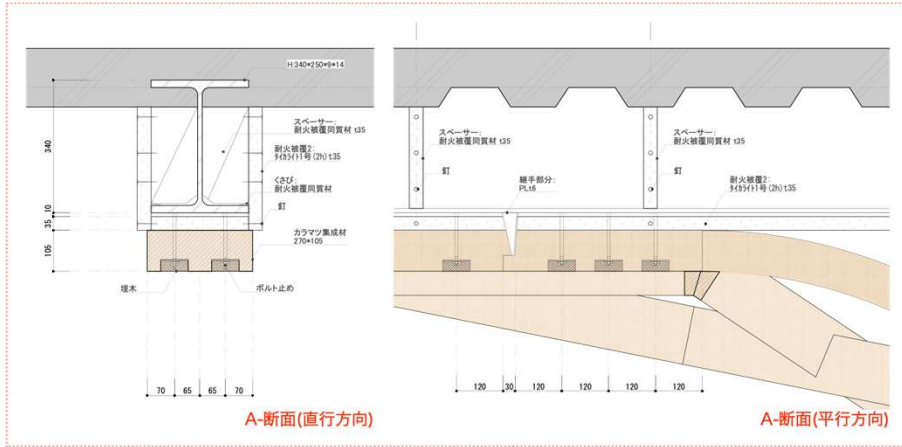 H:340*250*9*14
スペーサー:
耐火被覆同質材 t35
耐火被覆2:
タイカライト1号(2h) t35
くさび:
耐火被覆同質材
釘
カラマツ集成材
270*105
埋木
ボルト止め
340
10
35
105
70
65
65
70
A-断面(直行方向)
スペーサー:
耐火被覆同質材 t35
釘
継手部分:
PLt6
スペーサー:
耐火被覆同質材 t35
釘
耐火被覆2:
タイカライト1号(2h) t35
120
30
120
120
120
120
A-断面(平行方向)